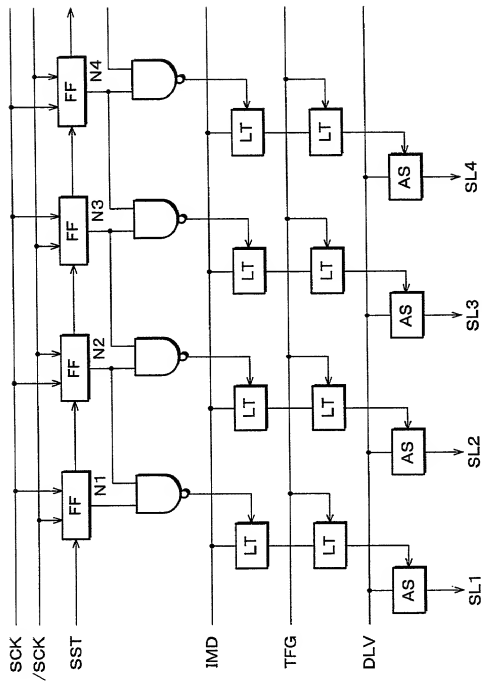 SCK
/SCK
SST
FF
FF
FF
FF
N1
N2
N3
N4
IMD
LT
LT
LT
LT
TFG
LT
LT
LT
LT
DLV
AS
AS
AS
AS
SL1
SL2
SL3
SL4